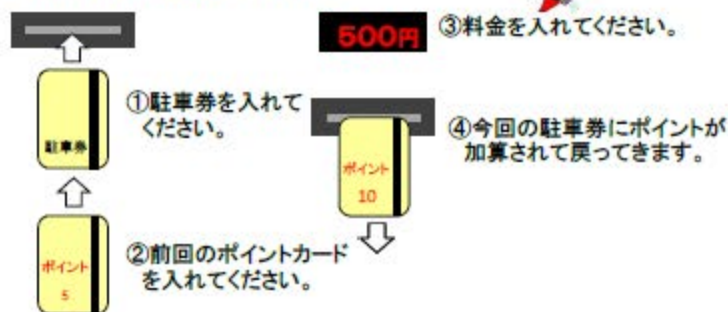 500円
③料金を入れてください。
①駐車券を入れて
ください。
駐車券
④今回の駐車券にポイントが
加算されて戻ってきます。
ポイント
10
②前回のポイントカード
を入れてください。
ポイント
5